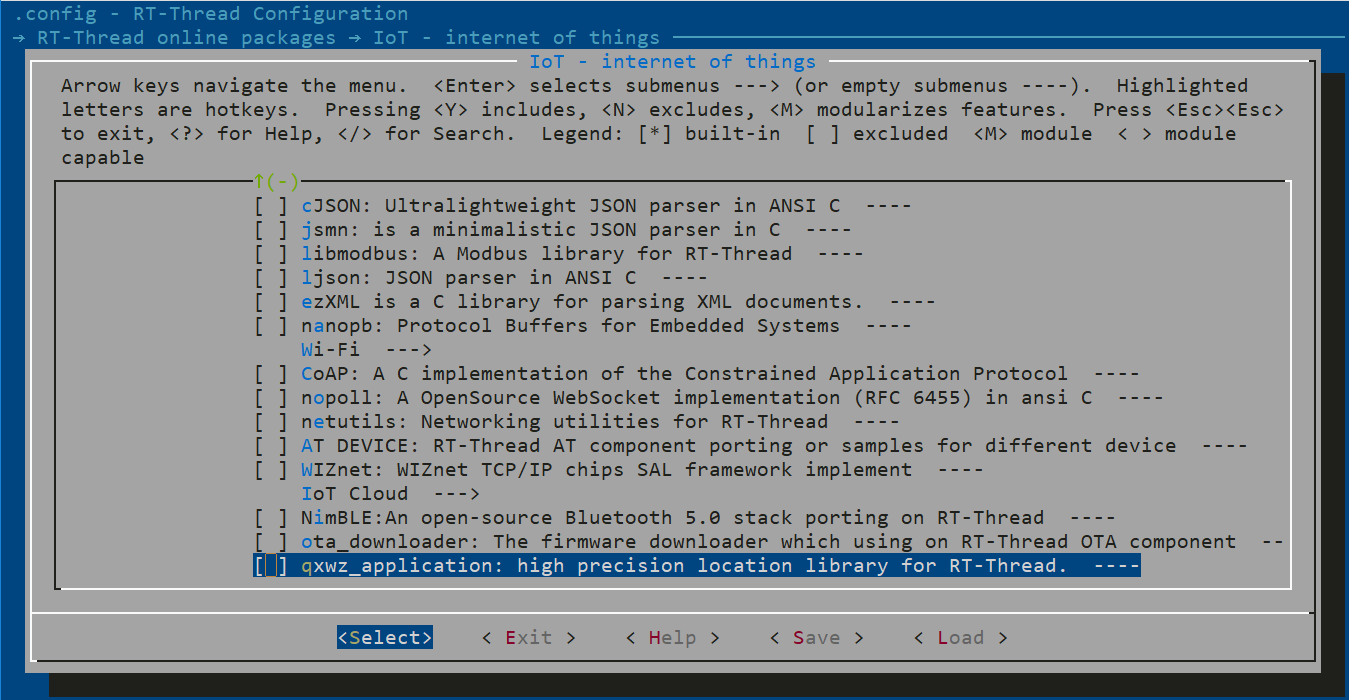 .config - RT-Thread Configuration
→ RT-Thread online packages → IoT - internet of things
IoT - internet of things
Arrow keys navigate the menu.  <Enter> selects submenus ---> (or empty submenus ----).  Highlighted
letters are hotkeys.  Pressing <Y> includes, <N> excludes, <M> modularizes features.  Press <Esc><Esc>
to exit, <?> for Help, </> for Search.  Legend: [*] built-in  [ ] excluded  <M> module  < > module
capable
↑(-)
[ ] cJSON: Ultralightweight JSON parser in ANSI C  ----
[ ] jsmn: is a minimalistic JSON parser in C  ----
[ ] libmodbus: A Modbus library for RT-Thread  ----
[ ] ljson: JSON parser in ANSI C  ----
[ ] ezXML is a C library for parsing XML documents.  ----
[ ] nanopb: Protocol Buffers for Embedded Systems  ----
Wi-Fi  --->
[ ] CoAP: A C implementation of the Constrained Application Protocol  ----
[ ] nopoll: A OpenSource WebSocket implementation (RFC 6455) in ansi C  ----
[ ] netutils: Networking utilities for RT-Thread  ----
[ ] AT DEVICE: RT-Thread AT component porting or samples for different device  ----
[ ] WIZnet: WIZnet TCP/IP chips SAL framework implement  ----
IoT Cloud  --->
[ ] NimBLE:An open-source Bluetooth 5.0 stack porting on RT-Thread  ----
[ ] ota_downloader: The firmware downloader which using on RT-Thread OTA component  --
[ ] qxwz_application: high precision location library for RT-Thread.  ----
<Select>    < Exit >    < Help >    < Save >    < Load >